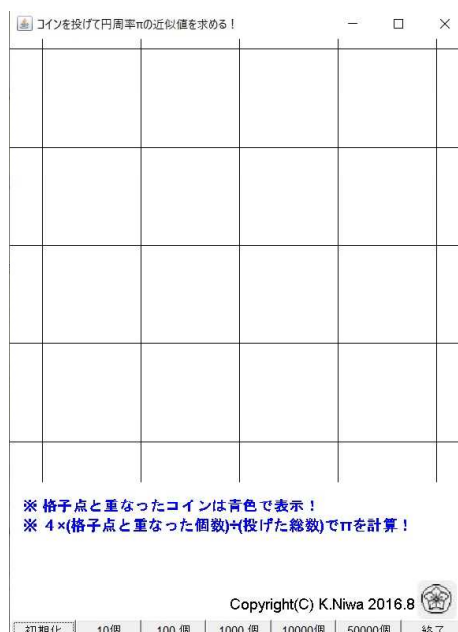 コインを投げて円周率πの近似値を求める！
※ 格子点と重なったコインは青色で表示！
※ 4×(格子点と重なった個数)÷(投げた総数)でπを計算！
Copyright(C) K.Niwa 2016.8
初期化 10個 100 個 1000 個 10000個 50000個 終了